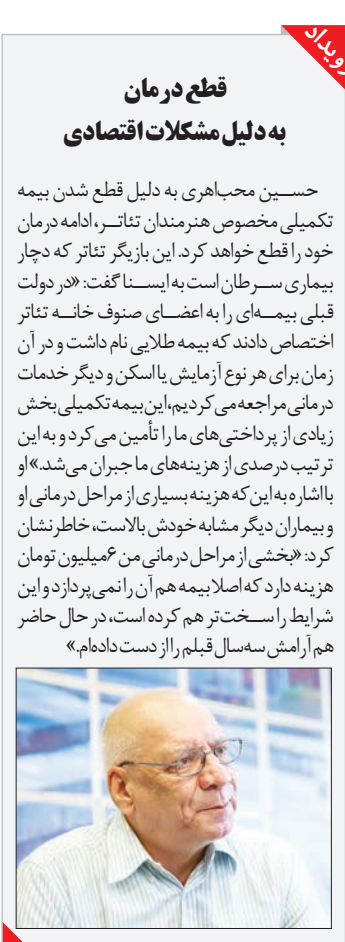 رویداد
قطع درمان
به دلیل مشکلات اقتصادی
حسین محب‌اهری به دلیل قطع شدن بیمه
تکمیلی مخصوص هنرمندان تئاتر، ادامه درمان
خود را قطع خواهد کرد. این بازیگر تئاتر که دچار
بیماری سرطان است به ایسنا گفت: «در دولت
قبلی بیمه‌ای را به اعضای صنوف خانه تئاتر
اختصاص دادند که بیمه طلایی نام داشت و در آن
زمان برای هر نوع آزمایش یا اسکن و دیگر خدمات
درمانی مراجعه می‌کردیم، این بیمه تکمیلی بخش
زیادی از پرداختی‌های ما را تأمین می‌کرد و به این
ترتیب درصدی از هزینه‌های ما جبران می‌شد.» او
با اشاره به این که هزینه بسیاری از مراحل درمانی او
و بیماران دیگر مشابه خودش بالاست، خاطرنشان
کرد: «بخشی از مراحل درمانی من ۶میلیون تومان
هزینه دارد که اصلا بیمه هم آن را نمی‌پردازد و این
شرایط را سخت‌تر هم کرده است، در حال حاضر
هم آرامش سه‌سال قبلم را از دست داده‌ام.»